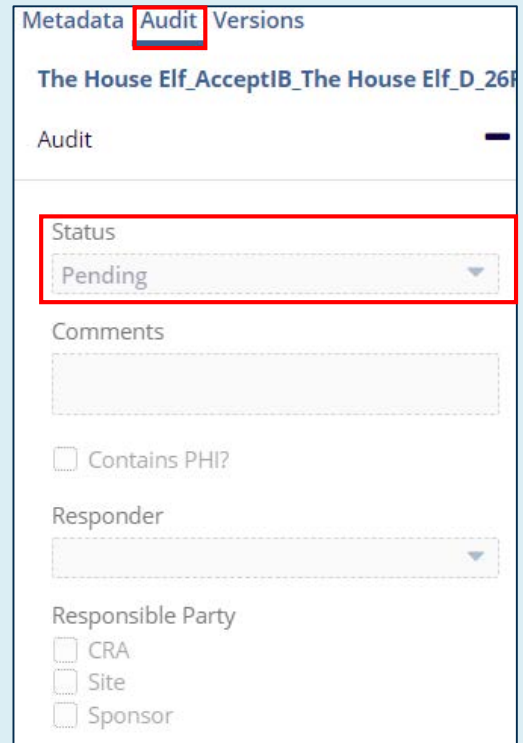 Metadata Audit Versions
The House Elf_AcceptIB_The House Elf_D_26
Audit
Status
Pending
Comments
Contains PHI?
Responder
Responsible Party
CRA
Site
Sponsor